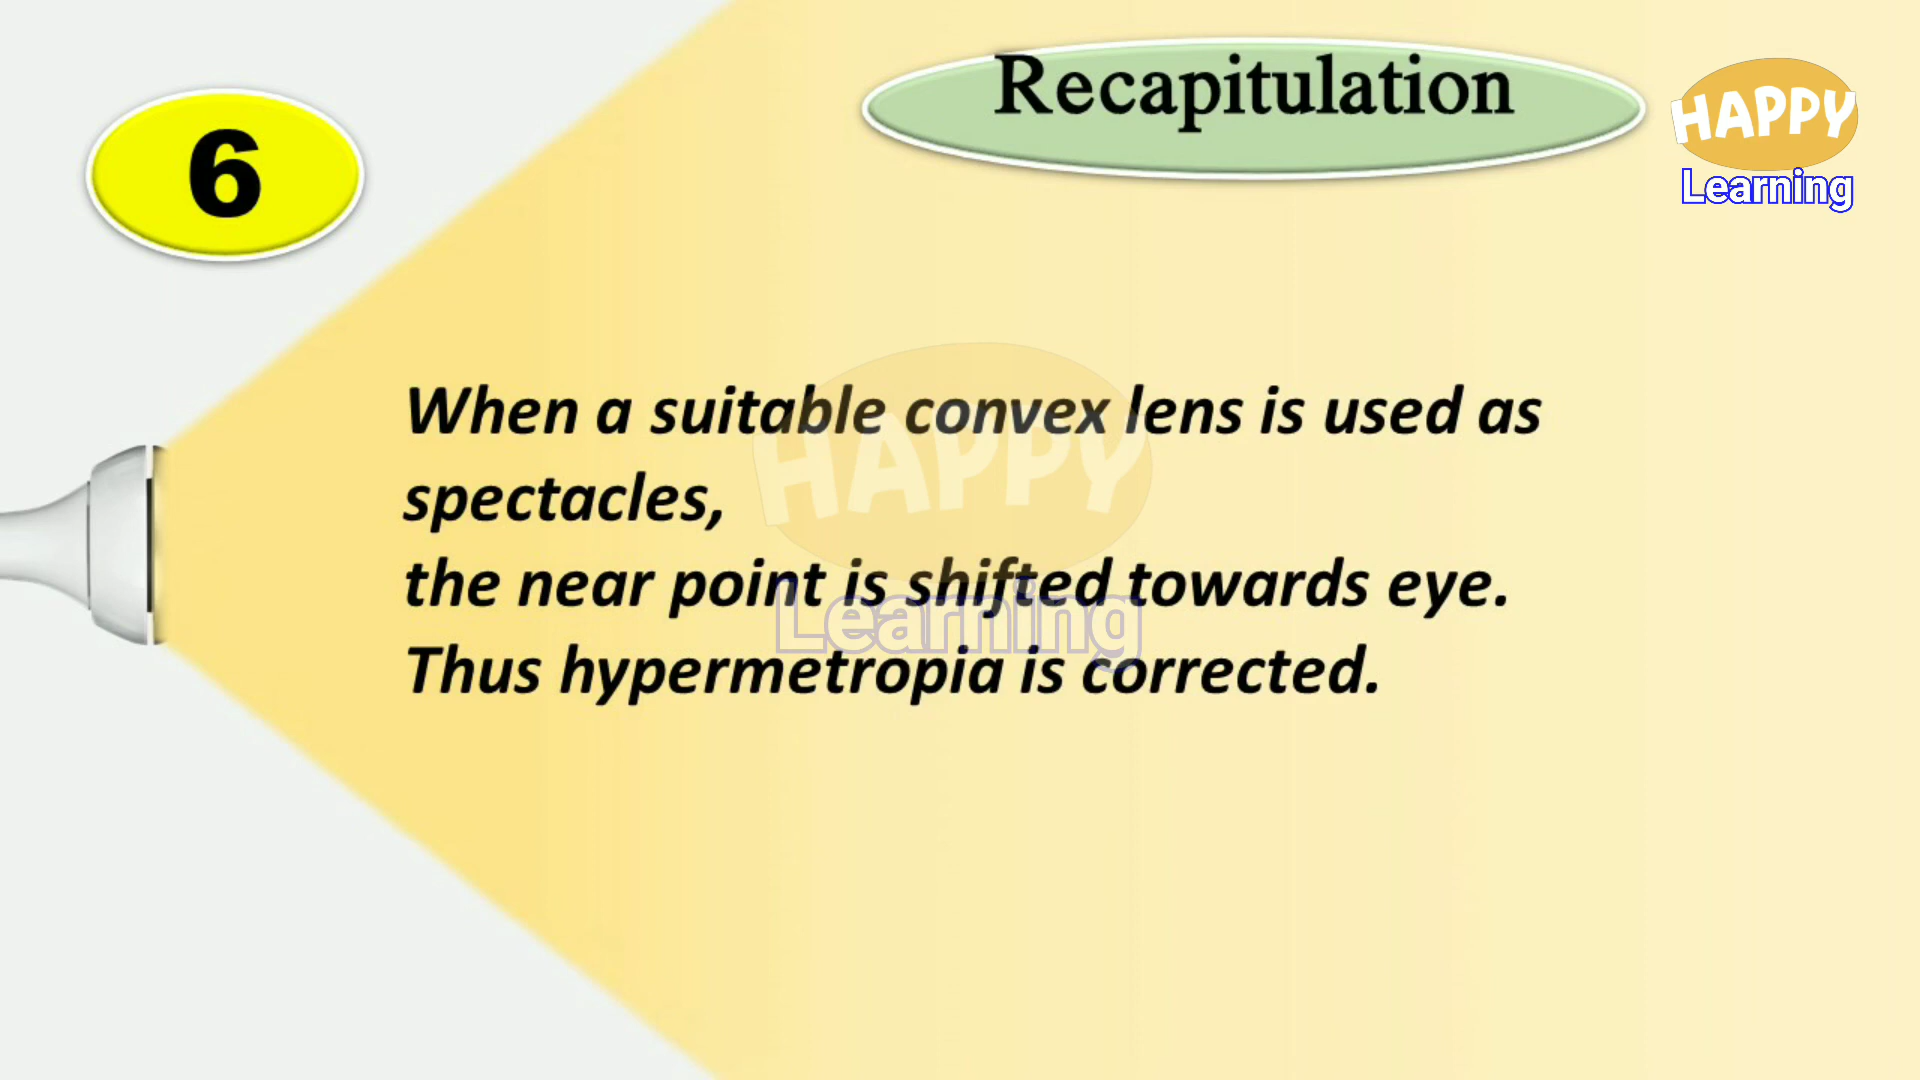 6
Recapitulation
HAPPY
Learning
When a suitable convex lens is used as
spectacles,
the near point is shifted towards eye.
Thus hypermetropia is corrected.
HAPPY
Learning